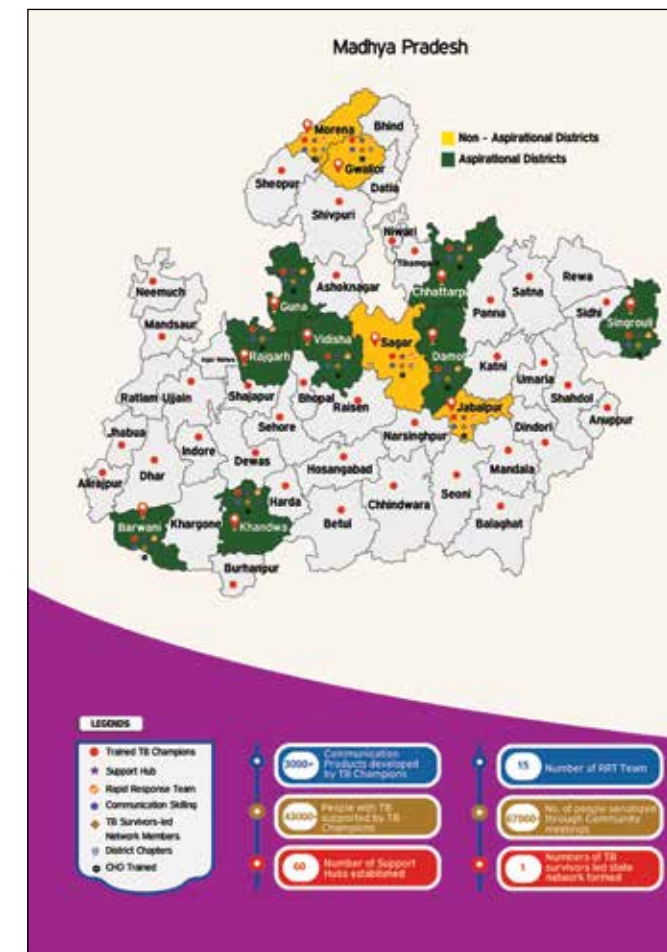 Madhya Pradesh
Non - Aspirational Districts
Aspirational Districts
Morena
Bhind
Gwalior
Sheopur
Datia
Shivpuri
Niwari
Tikamgarh
Neemuch
Guna
Ashoknagar
Chhattarpur
Panna
Satna
Rewa
Sidhi
Singrouli
Mandsaur
Rajgarh
Vidisha
Sagar
Damoh
Katni
Umaria
Shahdol
Anuppur
Ratlam
Ujjain
Shajapur
Bhopal
Raisen
Jabalpur
Dindori
Jhabua
Indore
Sehore
Narsinghpur
Mandala
Alirajpur
Dhar
Dewas
Hosangabad
Seoni
Barwani
Khargone
Khandwa
Harda
Betul
Chhindwara
Balaghat
Burhanpur
LEGENDS
Trained TB Champions
Support Hub
Rapid Response Team
Communication Skilling
TB Survivors-led
Network Members
District Chapters
CHO Trained
3000+
Communication
Products developed
by TB Champions
43000+
People with TB
supported by TB
Champions
60
Number of Support
Hubs established
15
Number of RRT Team
67000+
No. of people sensitized
through Community
meetings
1
Numbers of TB
survivors led state
network formed